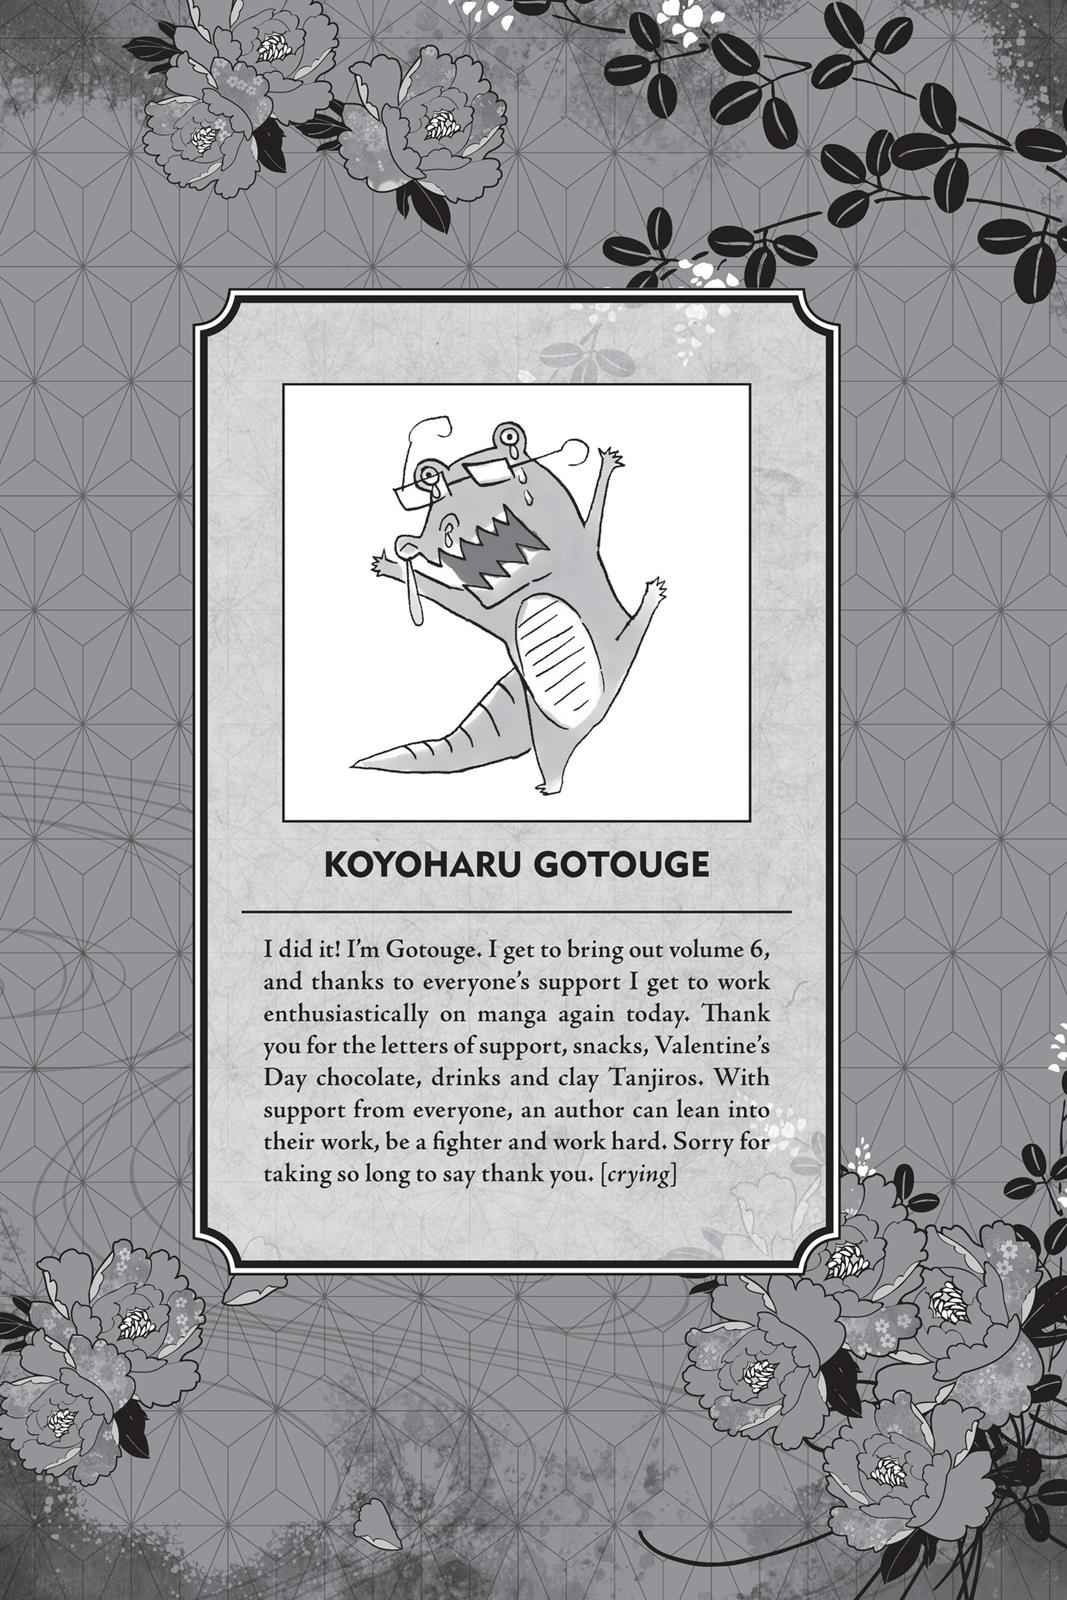 KOYOHARU GOTOUGE
I did it! I'm Gotouge. I get to bring out volume 6,
and thanks to everyone's support I get to work
enthusiastically on manga again today. Thank
you for the letters of support, snacks, Valentine's
Day chocolate, drinks and clay Tanjiros. With
support from everyone, an author can lean into
their work, be a fighter and work hard. Sorry for
taking so long to say thank you. [crying]